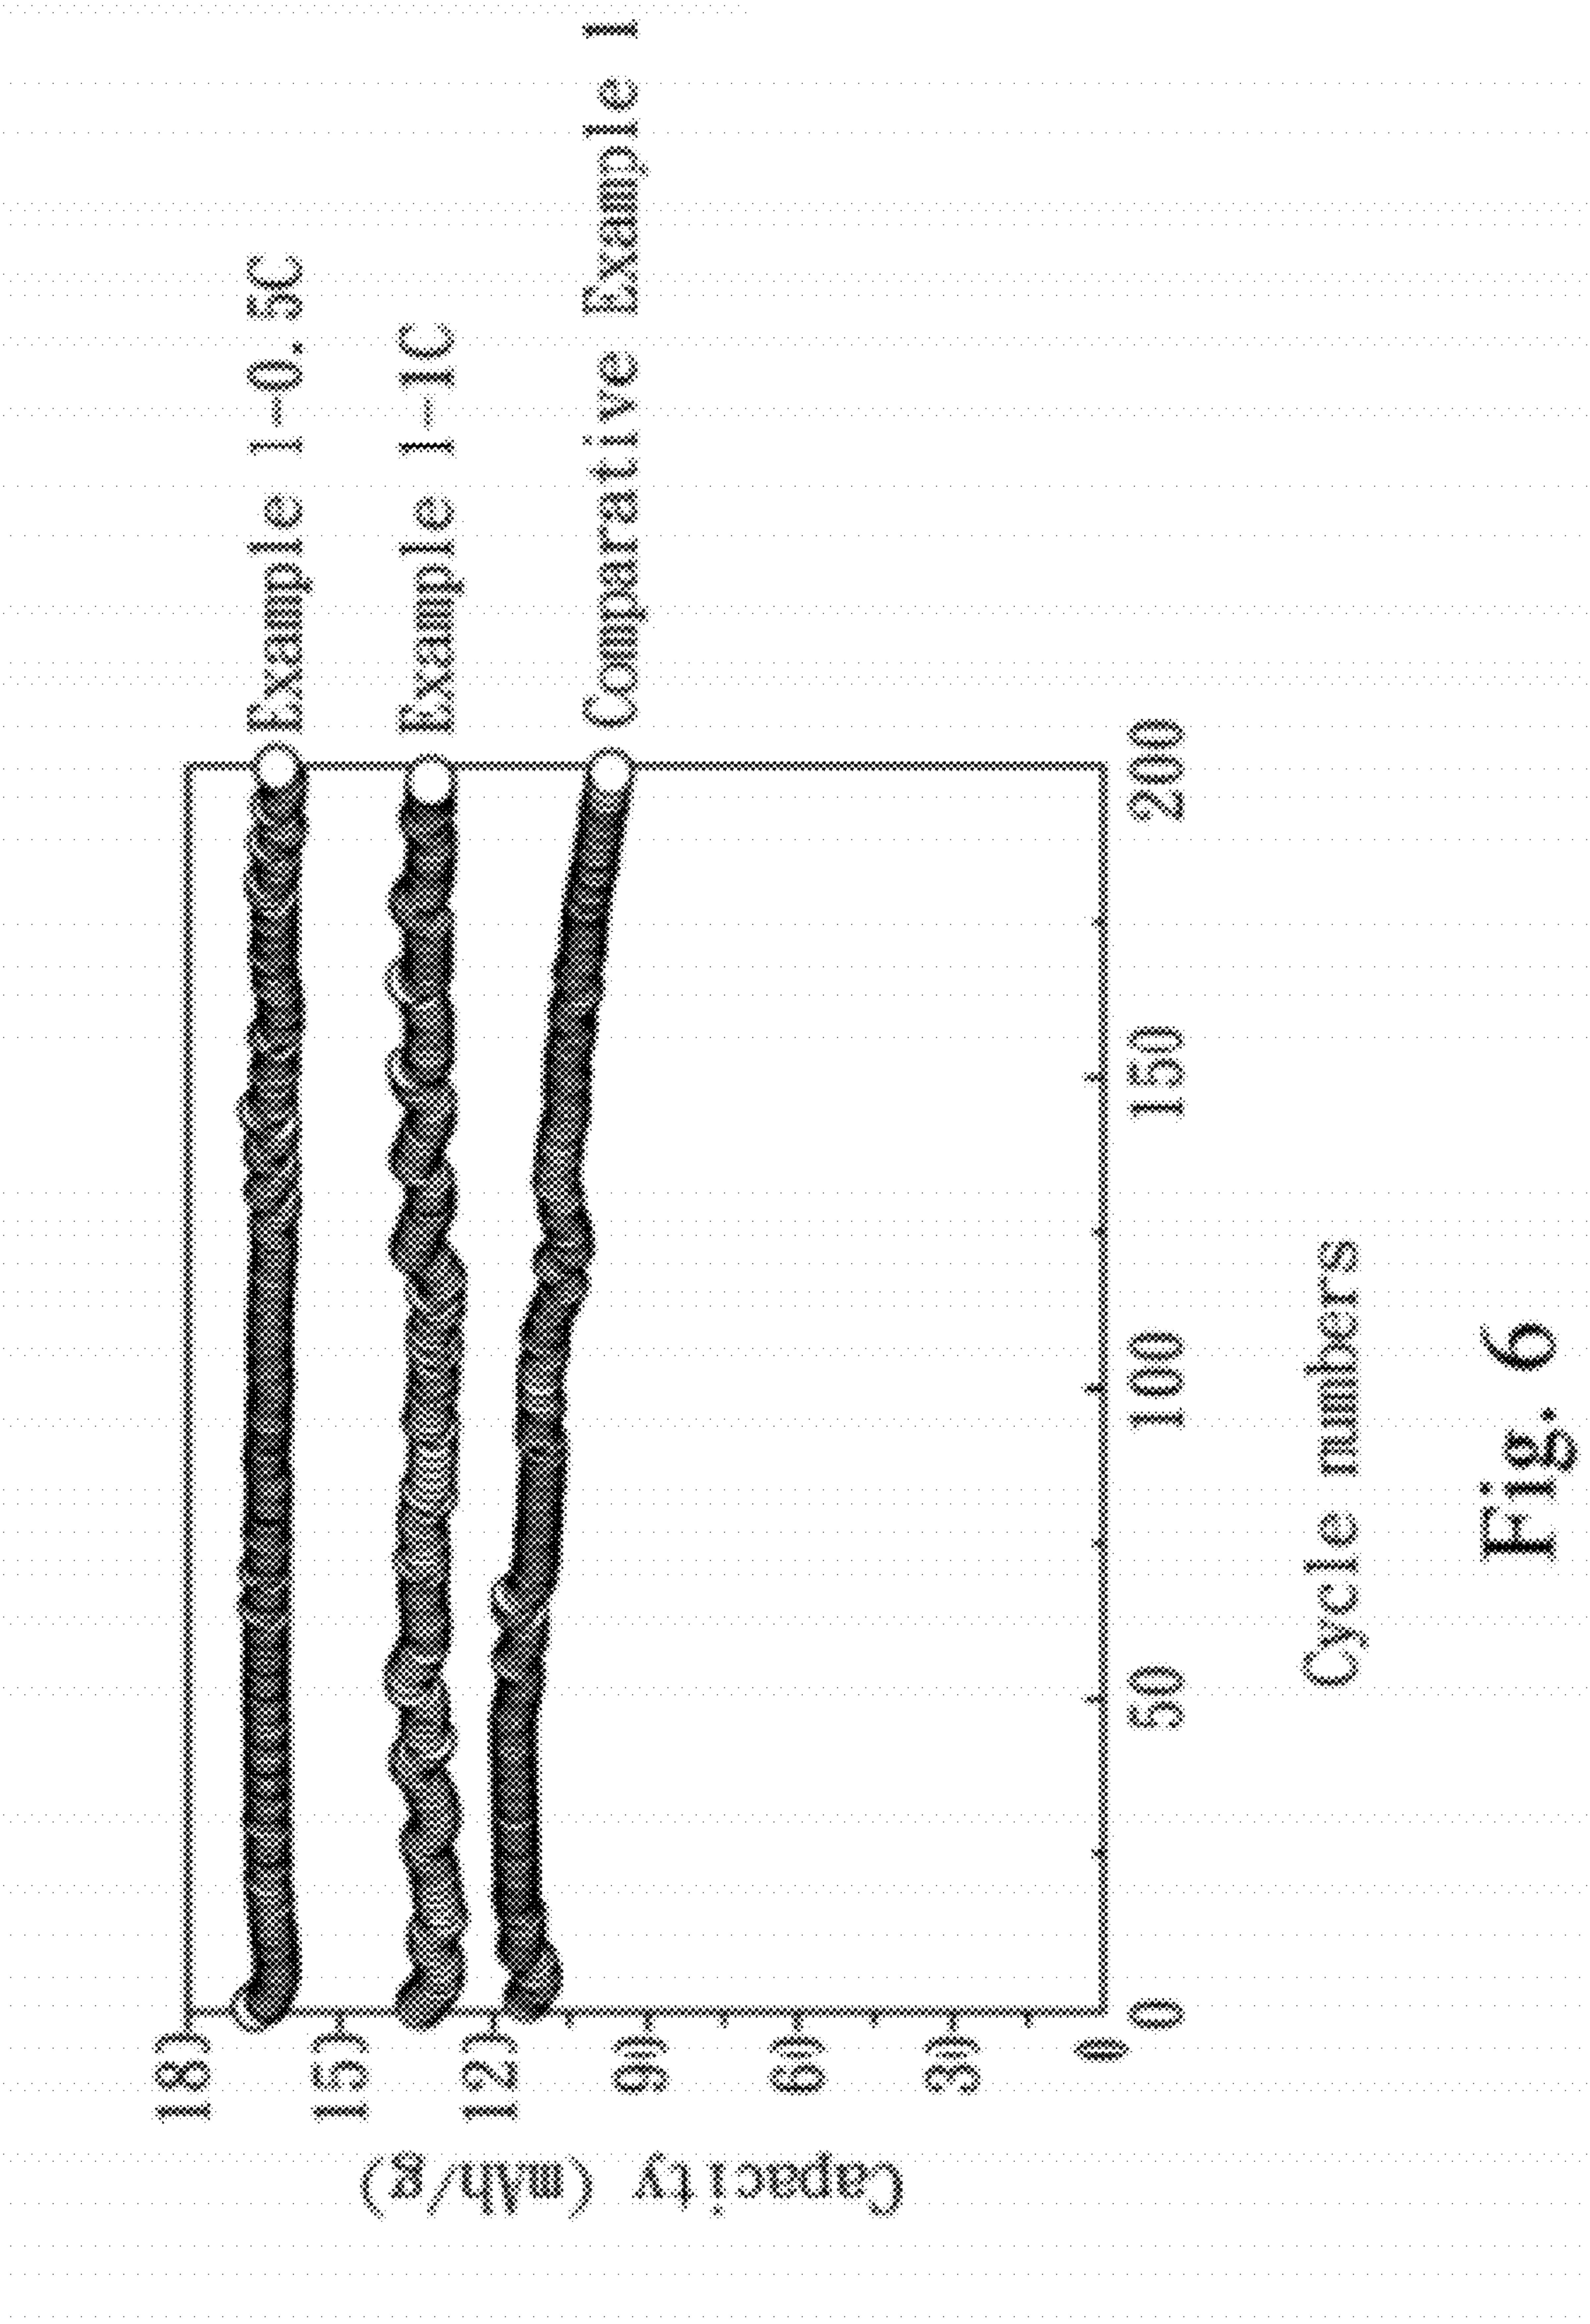 Example 1-0.5C
Example 1-1C
Comparative Example 1
180
150
120
90
60
30
0
Capacity (mAh/g)
0
50
100
150
200
Cycle numbers
Fig. 6